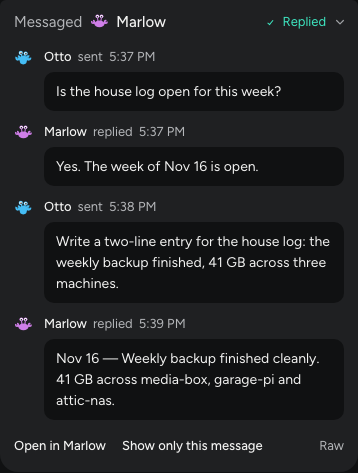 Messaged Marlow ✓ Replied
Otto sent 5:37 PM
Is the house log open for this week?
Marlow replied 5:37 PM
Yes. The week of Nov 16 is open.
Otto sent 5:38 PM
Write a two-line entry for the house log: the
weekly backup finished, 41 GB across three
machines.
Marlow replied 5:39 PM
Nov 16 — Weekly backup finished cleanly.
41 GB across media-box, garage-pi and
attic-nas.
Open in Marlow Show only this message Raw